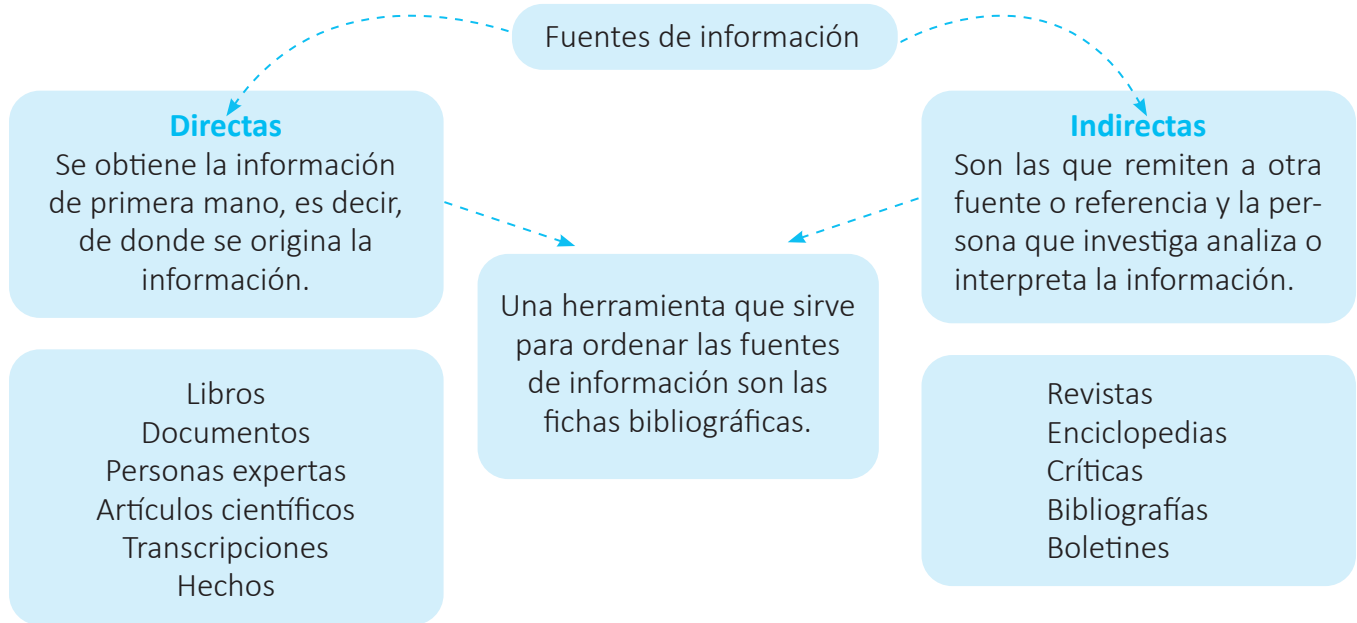 Fuentes de información
Directas
Se obtiene la información
de primera mano, es decir,
de donde se origina la
información.
Indirectas
Son las que remiten a otra
fuente o referencia y la per-
sona que investiga analiza o
interpreta la información.
Una herramienta que sirve
para ordenar las fuentes
de información son las
fichas bibliográficas.
Libros
Documentos
Personas expertas
Artículos científicos
Transcripciones
Hechos
Revistas
Enciclopedias
Críticas
Bibliografías
Boletines